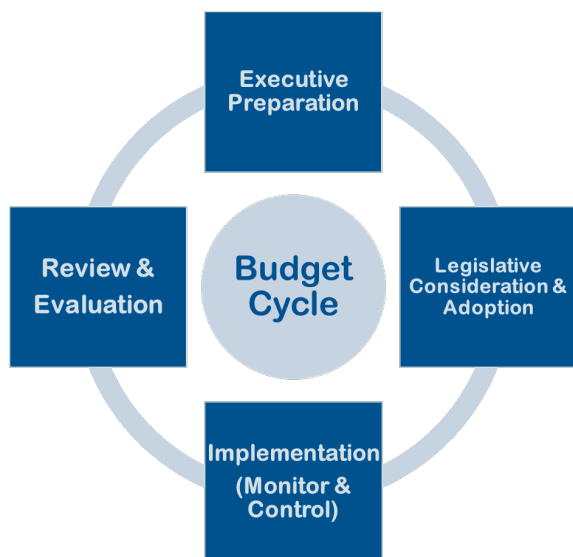 Executive
Preparation
Review &
Evaluation
Budget
Cycle
Legislative
Consideration &
Adoption
Implementation
(Monitor &
Control)